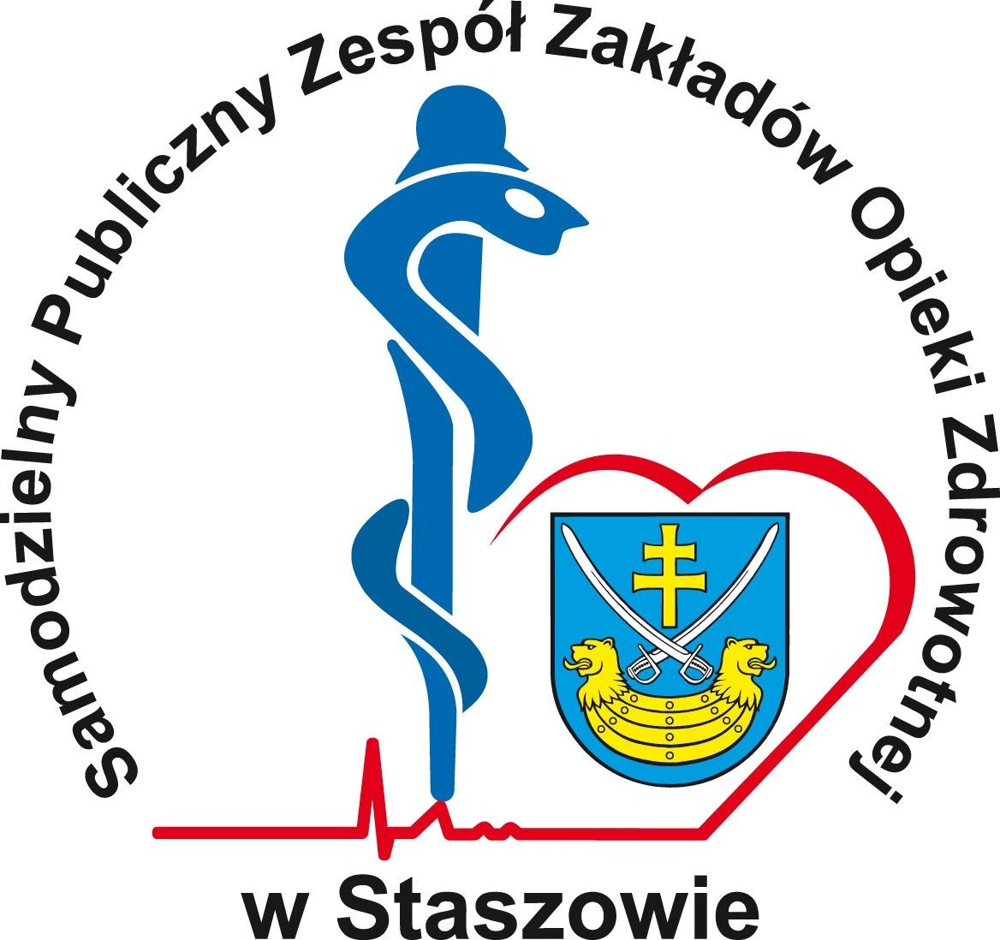 Samodzielny Publiczny Zespół Zakładów Opieki Zdrowotnej
w Staszowie